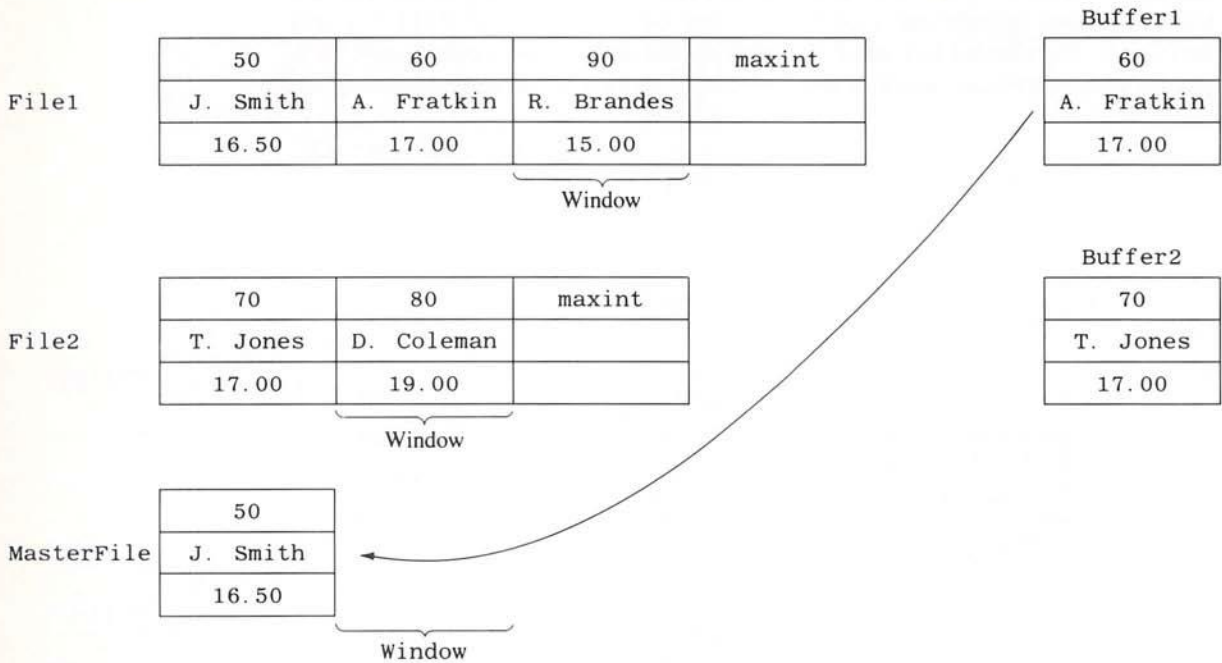 Buffer1
50 60 90 maxint 60
File1 J. Smith A. Fratkin R. Brandes A. Fratkin
16.50 17.00 15.00 17.00
Window
Buffer2
70 80 maxint 70
File2 T. Jones D. Coleman T. Jones
17.00 19.00 17.00
Window
50
MasterFile J. Smith
16.50
Window